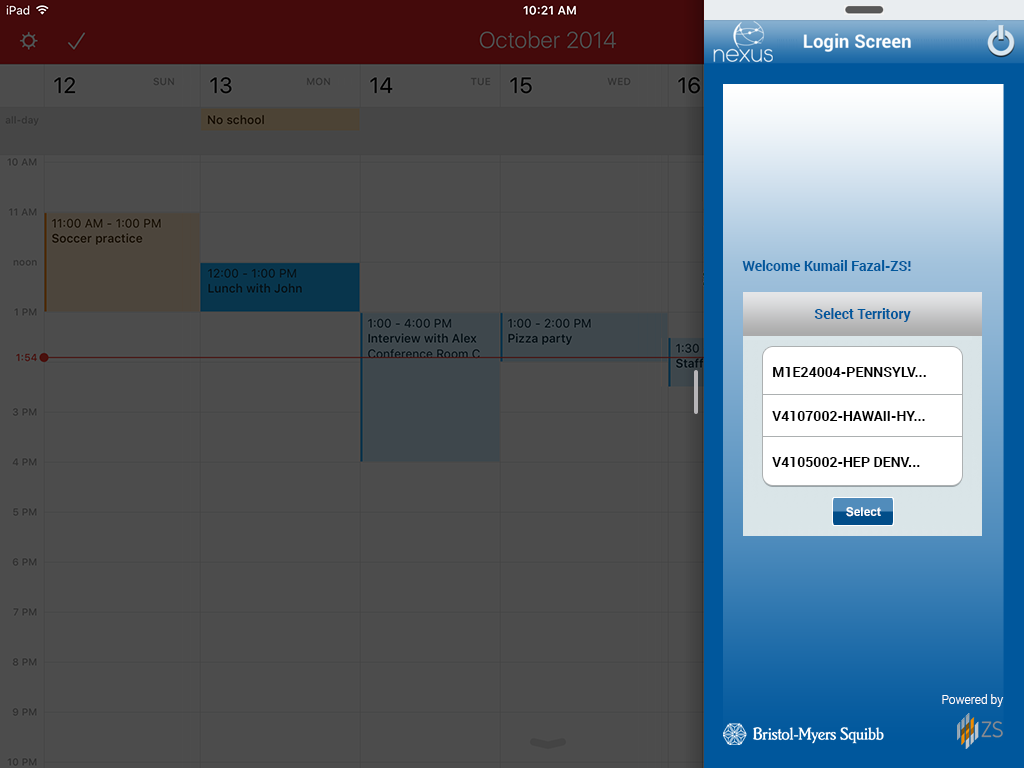 iPad
10:21 AM
October 2014
12 SUN
13 MON
14 TUE
15 WED
16
all-day
No school
10 AM
11 AM
noon
1 PM
1:54
3 PM
4 PM
5 PM
6 PM
7 PM
8 PM
9 PM
10 PM
11:00 AM - 1:00 PM
Soccer practice
12:00 - 1:00 PM
Lunch with John
1:00 - 4:00 PM
Interview with Alex
Conference Room C
1:00 - 2:00 PM
Pizza party
1:30
Staff
nexus
Login Screen
Welcome Kumail Fazal-ZS!
Select Territory
M1E24004-PENNSYLV...
V4107002-HAWAII-HY...
V4105002-HEP DENV...
Select
Powered by
Bristol-Myers Squibb
ZS